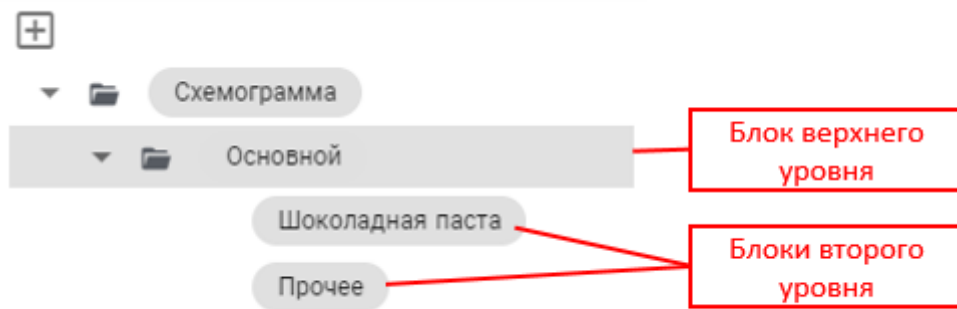 Схемограмма
Основной
Блок верхнего
уровня
Шоколадная паста
Прочее
Блоки второго
уровня